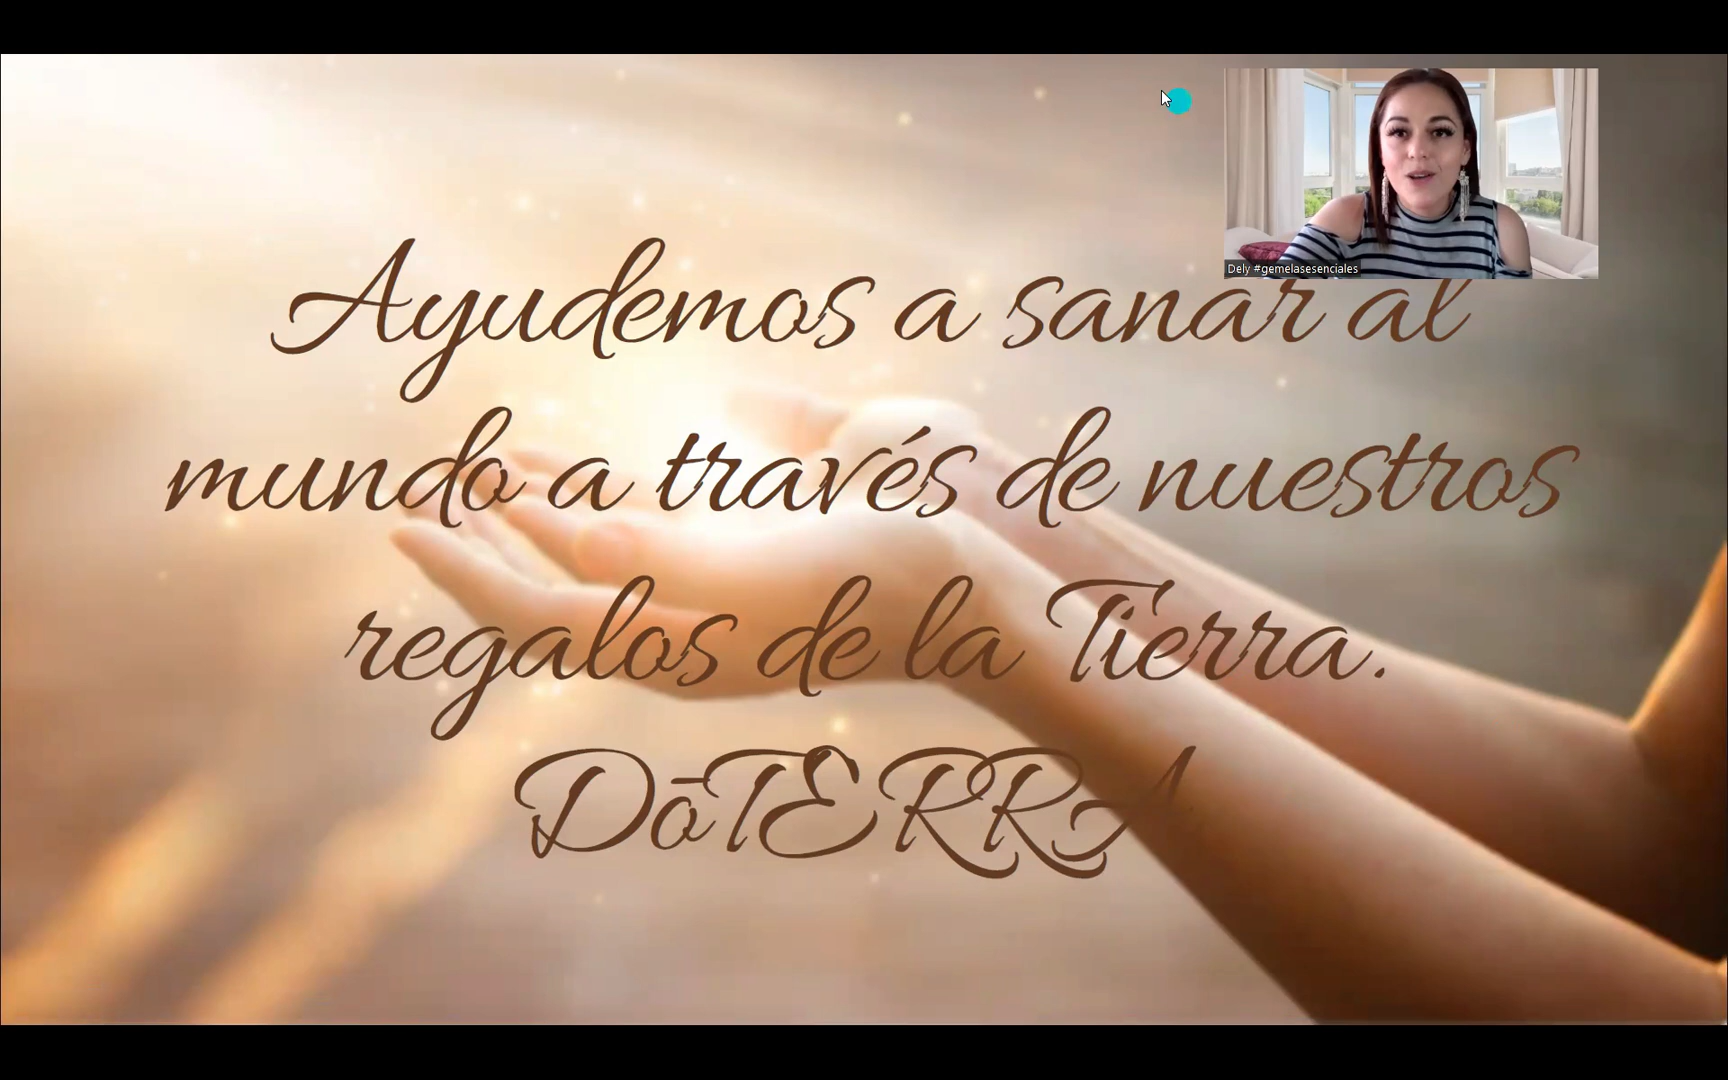 Dely #gemelasesenciales
Ayudemos a sanar al
mundo a través de nuestros
regalos de la Tierra.
DōTERRA